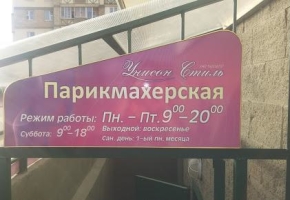 Унисон Стиль
Парикмахерская
Режим работы: ПН. – ПТ. 9⁰⁰–20⁰⁰
Суббота: 9⁰⁰–18⁰⁰ Выходной: воскресенье
Сан. день: 1-ый пн. месяца